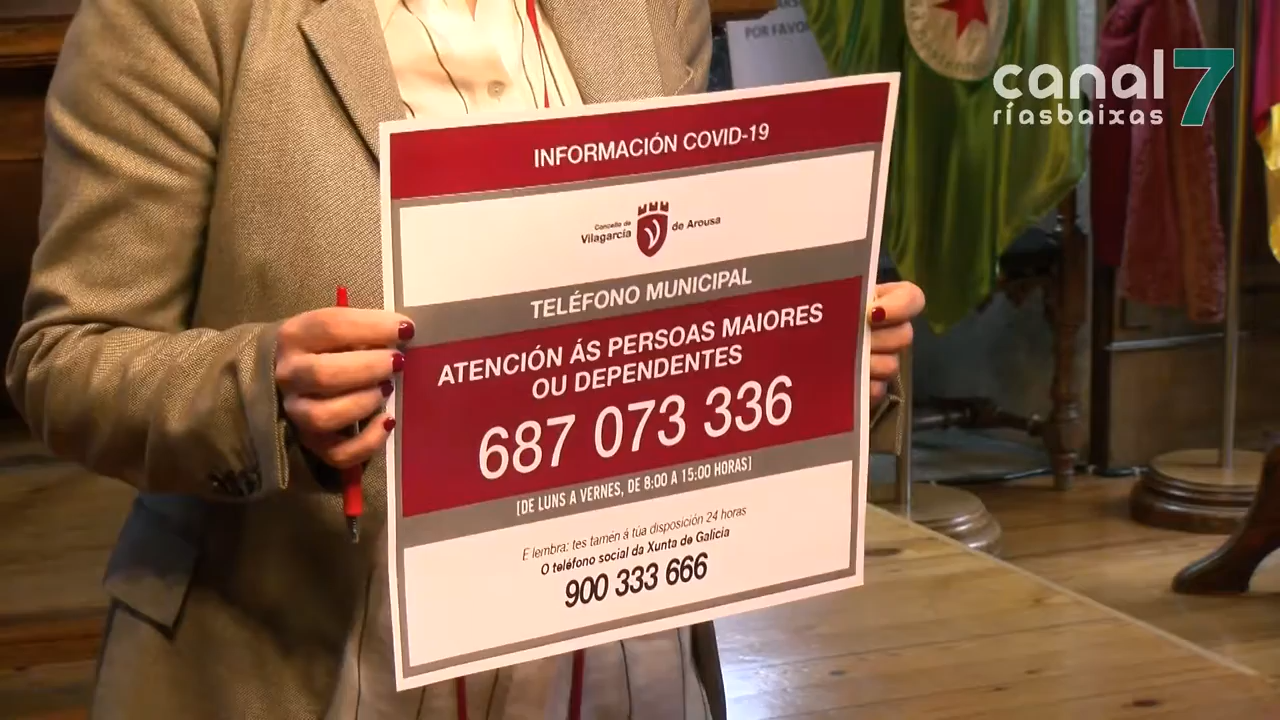 POR FAVOR
canal 7
ríasbaixas
INFORMACIÓN COVID-19
Concello de
Vilagarcía de Arousa
TELÉFONO MUNICIPAL
ATENCIÓN ÁS PERSOAS MAIORES
OU DEPENDENTES
687 073 336
[DE LUNS A VERNES, DE 8:00 A 15:00 HORAS]
E lembra: tes tamén á túa disposición 24 horas
O teléfono social da Xunta de Galicia
900 333 666